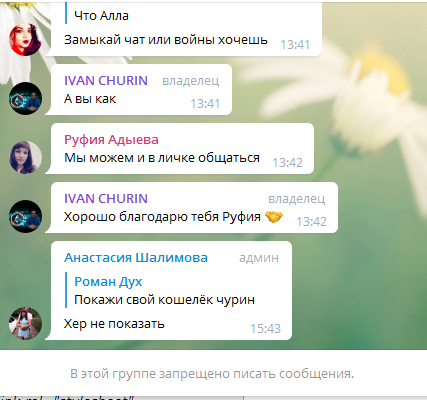 Что Алла
Замыкай чат или войны хочешь 13:41
IVAN CHURIN владелец
А вы как 13:41
Руфия Адыева
Мы можем и в личке общаться 13:42
IVAN CHURIN владелец
Хорошо благодарю тебя Руфия 🤝 13:42
Анастасия Шалимова админ
Роман Дух
Покажи свой кошелёк чурин
Хер не показать 15:43
В этой группе запрещено писать сообщения.